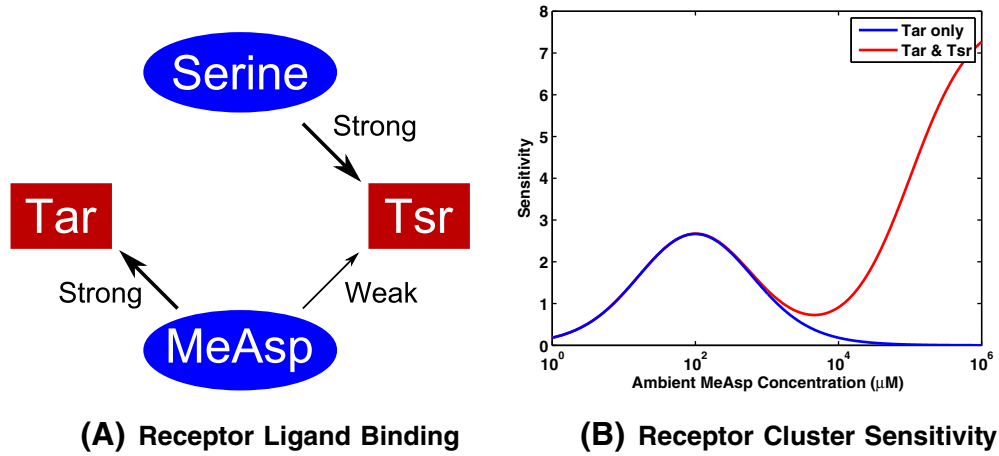 Serine
Strong
Tar
Tsr
Strong
Weak
MeAsp
(A) Receptor Ligand Binding
8
7
6
5
4
3
2
1
0
Sensitivity
Tar only
Tar & Tsr
10^0
10^2
10^4
10^6
Ambient MeAsp Concentration (μM)
(B) Receptor Cluster Sensitivity